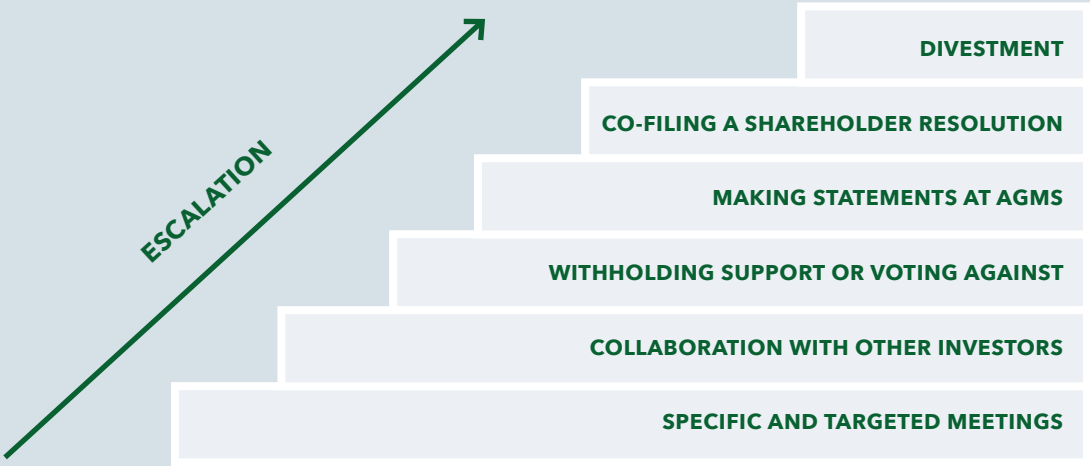 ESCALATION
DIVESTMENT
CO-FILING A SHAREHOLDER RESOLUTION
MAKING STATEMENTS AT AGMS
WITHHOLDING SUPPORT OR VOTING AGAINST
COLLABORATION WITH OTHER INVESTORS
SPECIFIC AND TARGETED MEETINGS